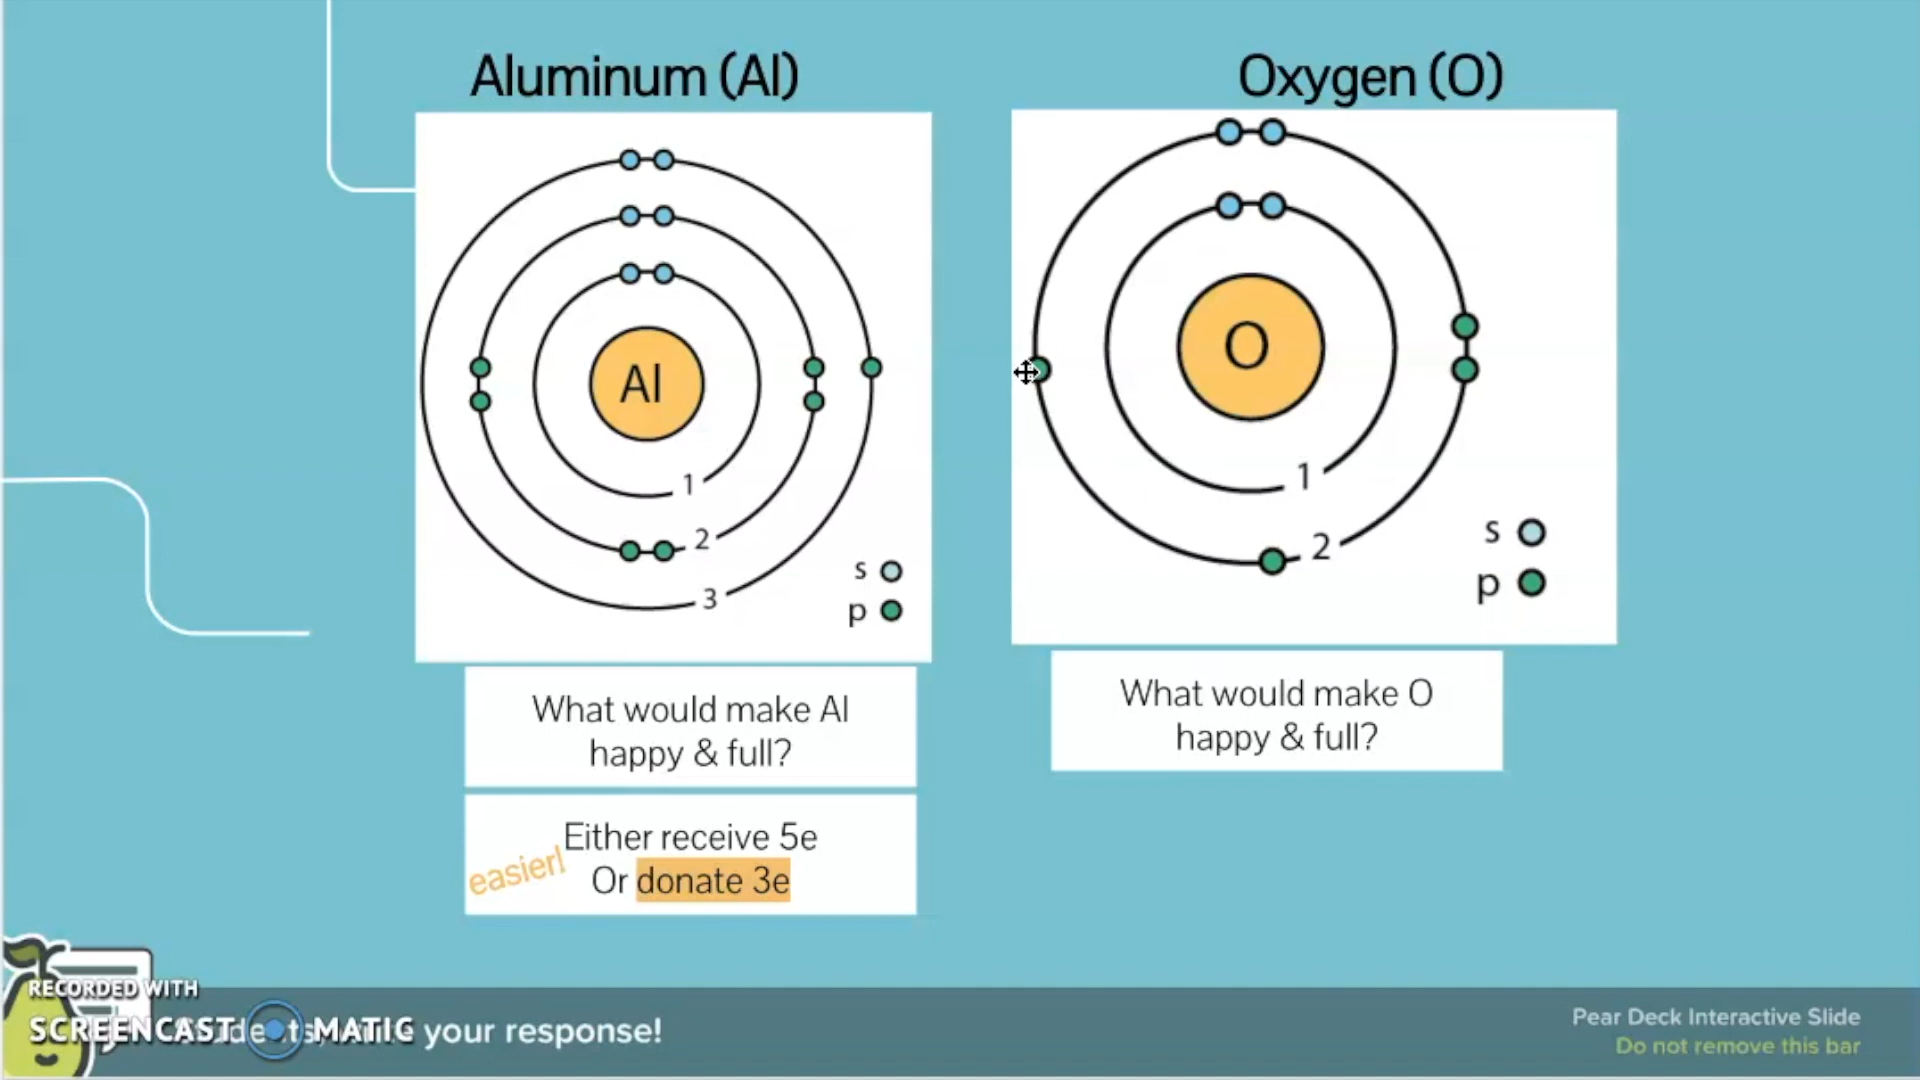 Aluminum (Al)
Al
1
2
3
s
p
What would make Al
happy & full?
Either receive 5e
easier!
Or donate 3e
Oxygen (O)
O
1
2
s
p
What would make O
happy & full?
RECORDED WITH
SCREENCAST MATIC
your response!
Pear Deck Interactive Slide
Do not remove this bar